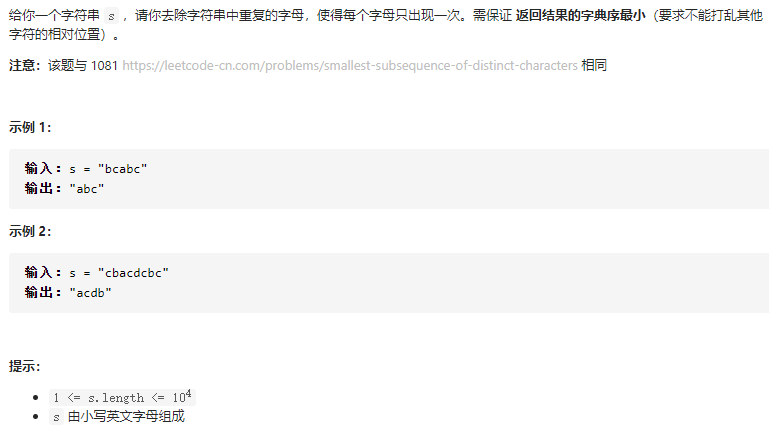 给你一个字符串 s ，请你去除字符串中重复的字母，使得每个字母只出现一次。需保证 返回结果的字典序最小（要求不能打乱其他
字符的相对位置）。
注意：该题与 1081 https://leetcode-cn.com/problems/smallest-subsequence-of-distinct-characters 相同
示例 1：
输入：s = "bcabc"
输出："abc"
示例 2：
输入：s = "cbacdcbc"
输出："acdb"
提示：
• 1 <= s.length <= 10⁴
• s 由小写英文字母组成